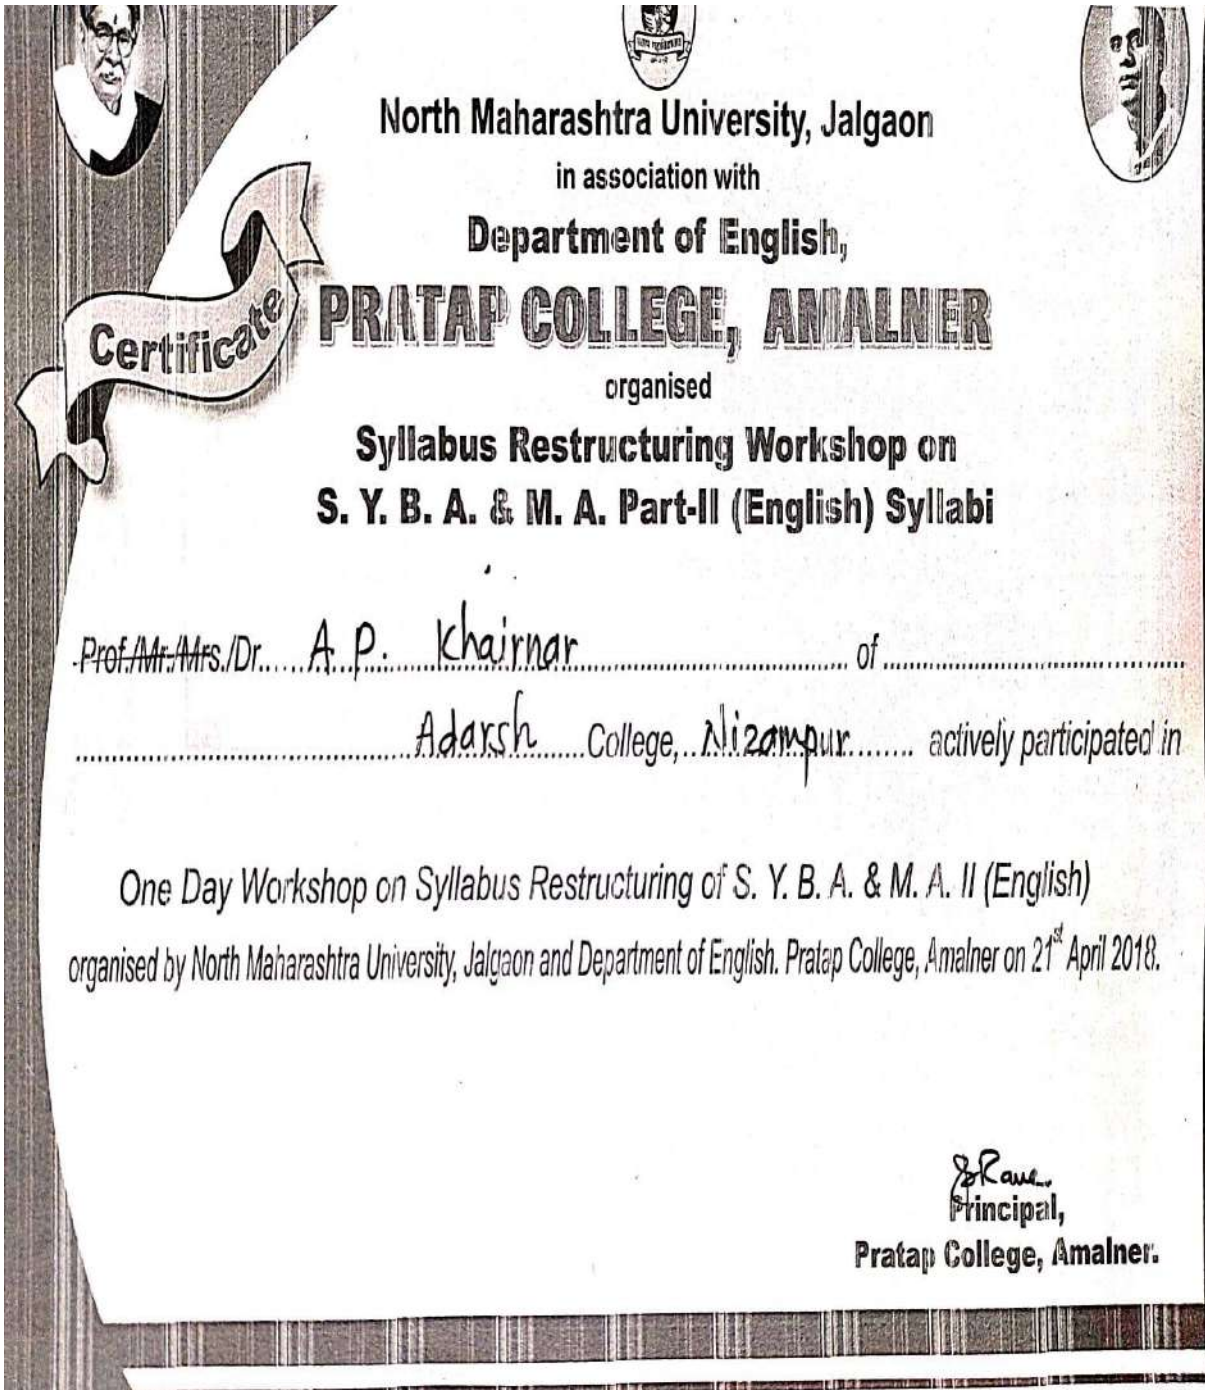 North Maharashtra University, Jalgaon
in association with
Department of English,
PRATAP COLLEGE, AMALNER
Certificate
organised
Syllabus Restructuring Workshop on
S. Y. B. A. & M. A. Part-II (English) Syllabi
Prof./Mr./Mrs./Dr. A. P. Khairnar of
Adarsh College, Nizampur actively participated in
One Day Workshop on Syllabus Restructuring of S. Y. B. A. & M. A. II (English)
organised by North Maharashtra University, Jalgaon and Department of English. Pratap College, Amalner on 21st April 2018.
Principal,
Pratap College, Amalner.